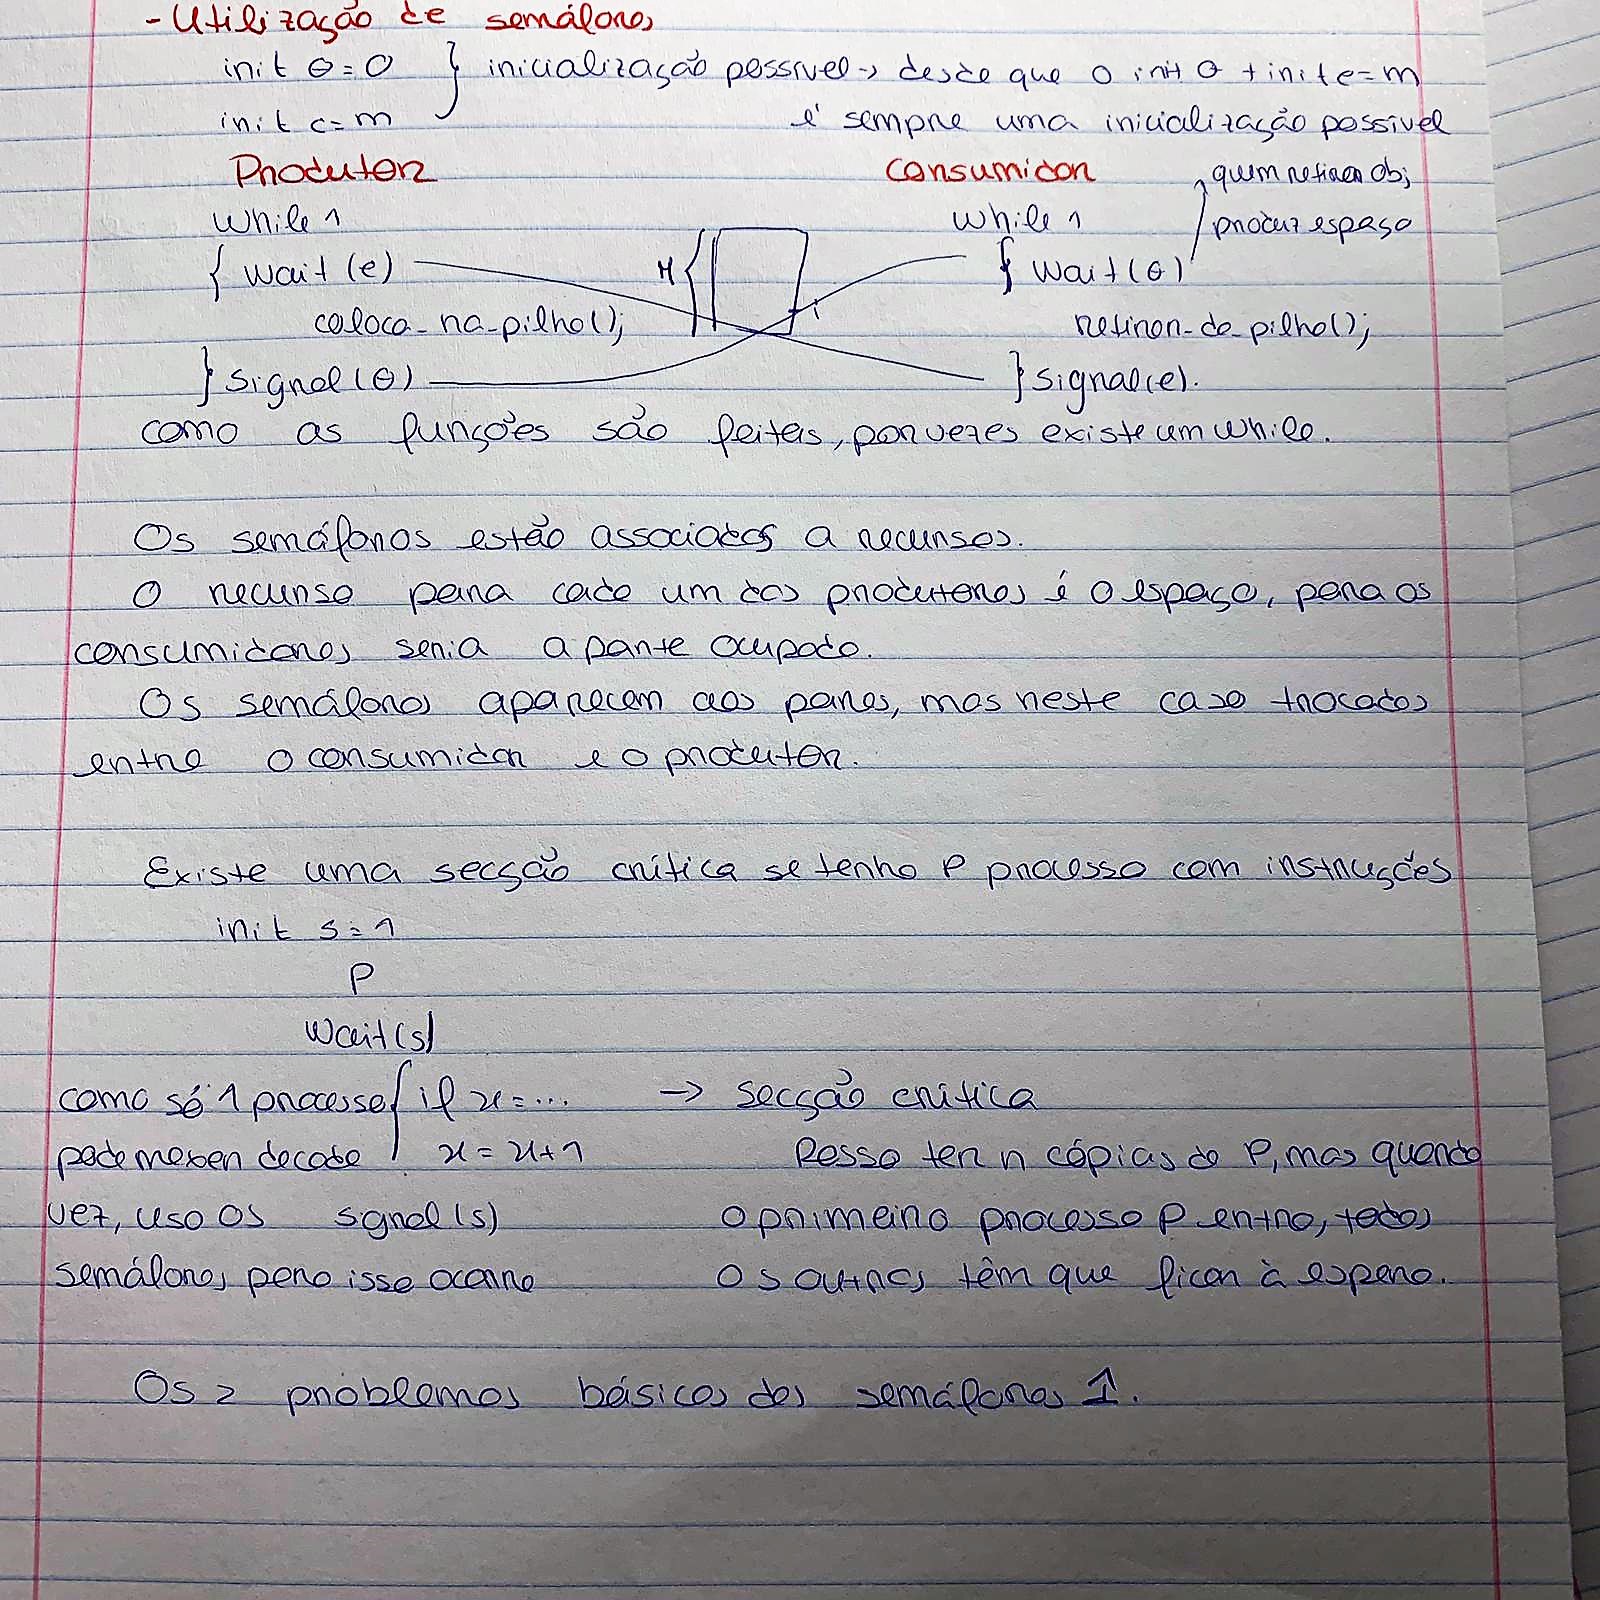 - Utilização de semáforos
init θ = 0 } inicialização possível → desde que o init θ + init e = m
init e = m é sempre uma inicialização possível
Produtor Consumidor quem retirar obj
While 1 While 1 produz espaço
{ wait (e) M { wait (θ)
coloca_na_pilha(); retirar_da_pilha();
} signal (θ) } signal(e).
como as funções são feitas, por vezes existe um while.
Os semáforos estão associados a recursos.
O recurso para cada um dos produtores é o espaço, para os
consumidores seria a parte ocupada.
Os semáforos aparecem aos pares, mas neste caso trocados
entre o consumidor e o produtor.
Existe uma secção crítica se tenho P processo com instruções
init s = 1
P
Wait(s)
como só 1 processo { if x = ... → secção crítica
pode mexer de cada x = x + 1 Posso ter n cópias do P, mas quando
vez, uso os signal (s) o primeiro processo P entra, todos
semáforos para isso ocorre os outros têm que ficar à espera.
Os 2 problemas básicos dos semáforos 1.